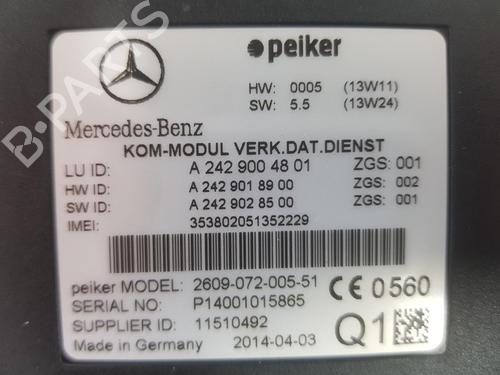 peiker
HW: 0005 (13W11)
SW: 5.5 (13W24)
Mercedes-Benz
KOM-MODUL VERK.DAT.DIENST
LU ID: A 242 900 48 01 ZGS: 001
HW ID: A 242 901 89 00 ZGS: 002
SW ID: A 242 902 85 00 ZGS: 001
IMEI: 353802051352229
peiker MODEL: 2609-072-005-51 CE 0560
SERIAL NO: P14001015865
SUPPLIER ID: 11510492 Q1
Made in Germany 2014-04-03